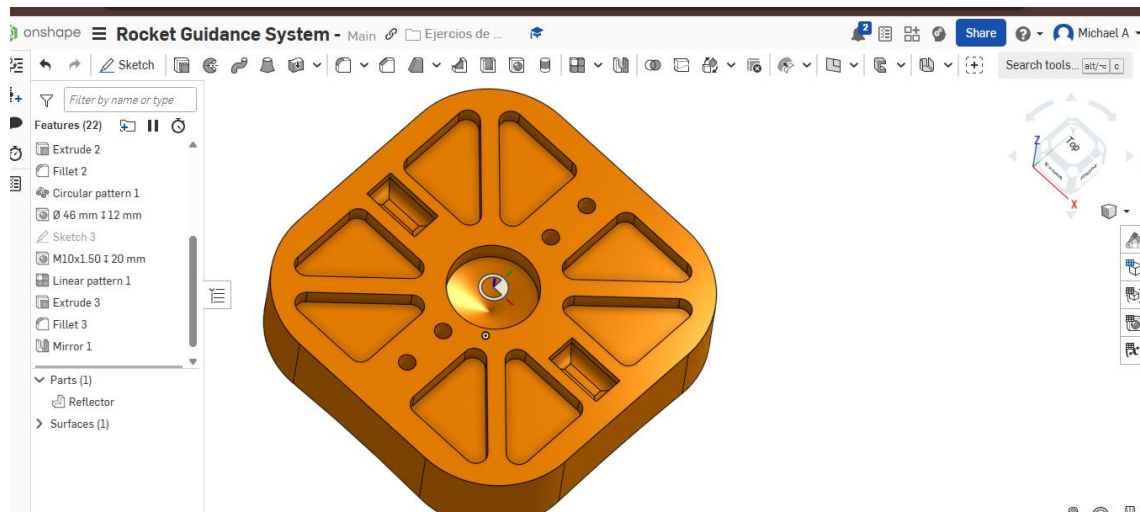 onshape Rocket Guidance System - Main Ejercios de ... 2 Share Michael A
Sketch Search tools... alt/~ c
Filter by name or type
Features (22)
Extrude 2
Fillet 2
Circular pattern 1
Ø 46 mm ↧ 12 mm
Sketch 3
M10x1.50 ↧ 20 mm
Linear pattern 1
Extrude 3
Fillet 3
Mirror 1
Parts (1)
Reflector
Surfaces (1)
Z
Y
Top
Front
X